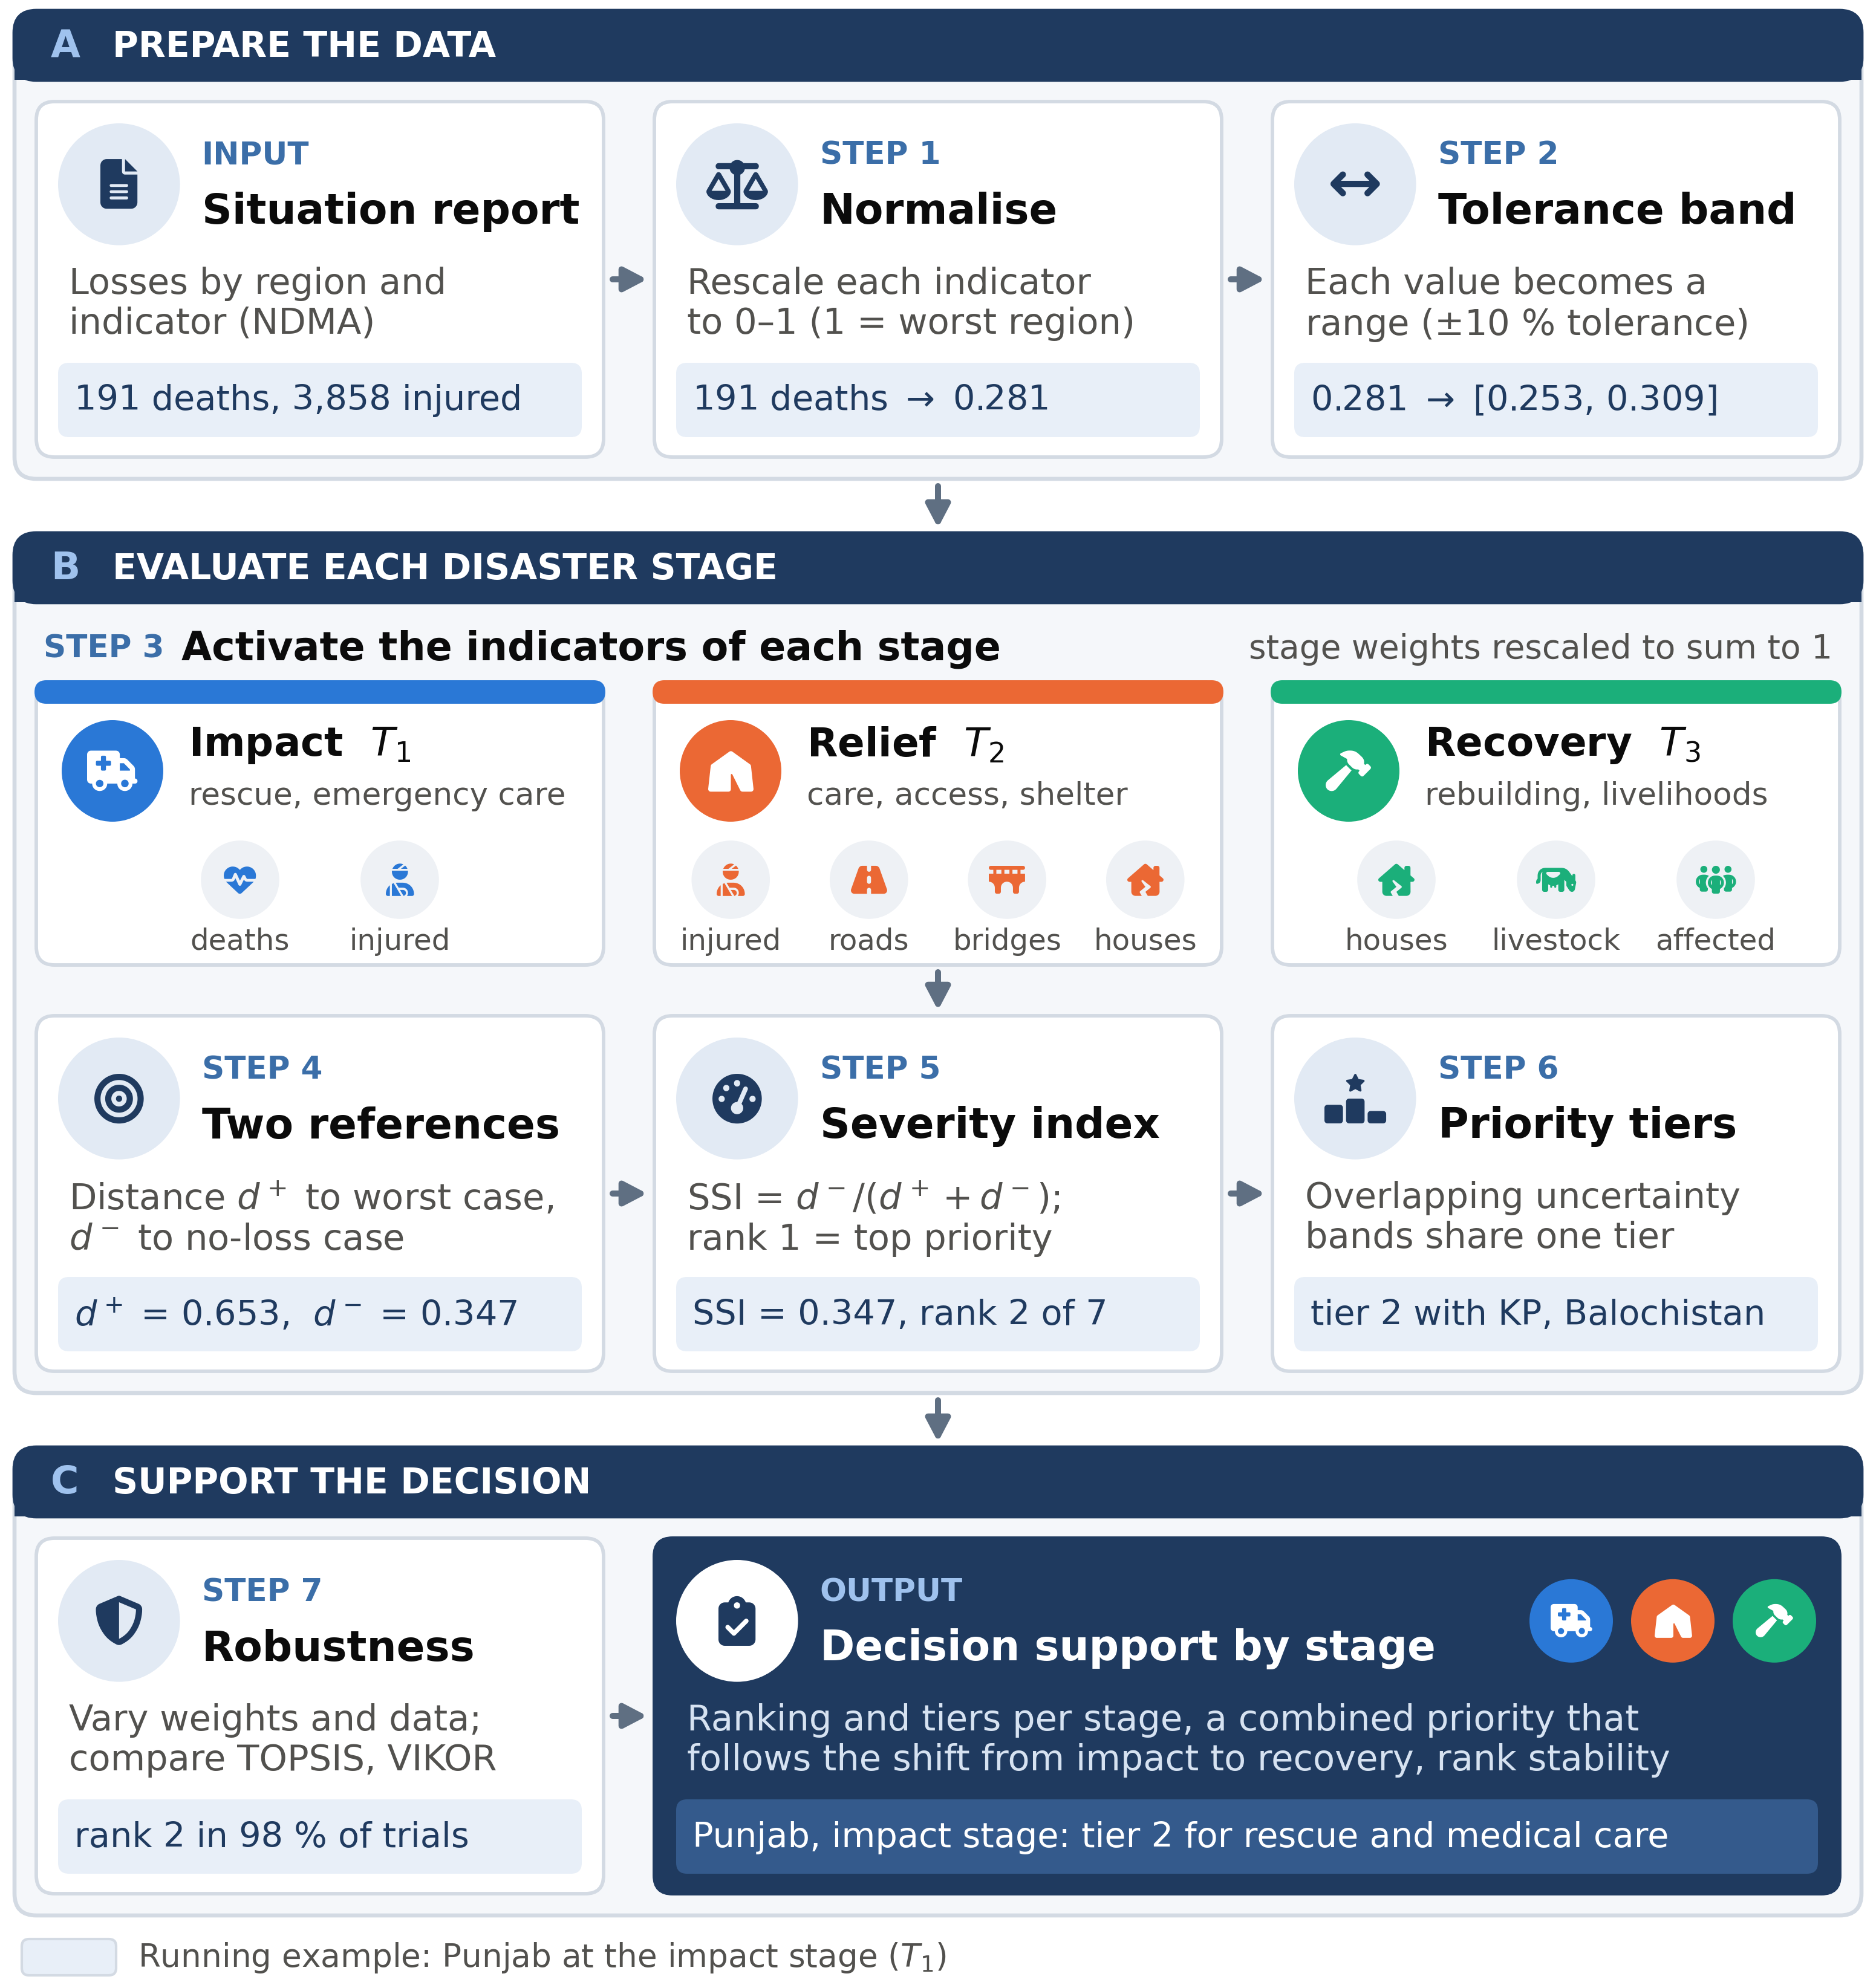 A PREPARE THE DATA
INPUT
Situation report
Losses by region and
indicator (NDMA)
191 deaths, 3,858 injured
STEP 1
Normalise
Rescale each indicator
to 0–1 (1 = worst region)
191 deaths → 0.281
STEP 2
Tolerance band
Each value becomes a
range (±10 % tolerance)
0.281 → [0.253, 0.309]
B EVALUATE EACH DISASTER STAGE
STEP 3 Activate the indicators of each stage
stage weights rescaled to sum to 1
Impact T₁
rescue, emergency care
deaths injured
Relief T₂
care, access, shelter
injured roads bridges houses
Recovery T₃
rebuilding, livelihoods
houses livestock affected
STEP 4
Two references
Distance d⁺ to worst case,
d⁻ to no-loss case
d⁺ = 0.653, d⁻ = 0.347
STEP 5
Severity index
SSI = d⁻/(d⁺ + d⁻);
rank 1 = top priority
SSI = 0.347, rank 2 of 7
STEP 6
Priority tiers
Overlapping uncertainty
bands share one tier
tier 2 with KP, Balochistan
C SUPPORT THE DECISION
STEP 7
Robustness
Vary weights and data;
compare TOPSIS, VIKOR
rank 2 in 98 % of trials
OUTPUT
Decision support by stage
Ranking and tiers per stage, a combined priority that
follows the shift from impact to recovery, rank stability
Punjab, impact stage: tier 2 for rescue and medical care
Running example: Punjab at the impact stage (T₁)